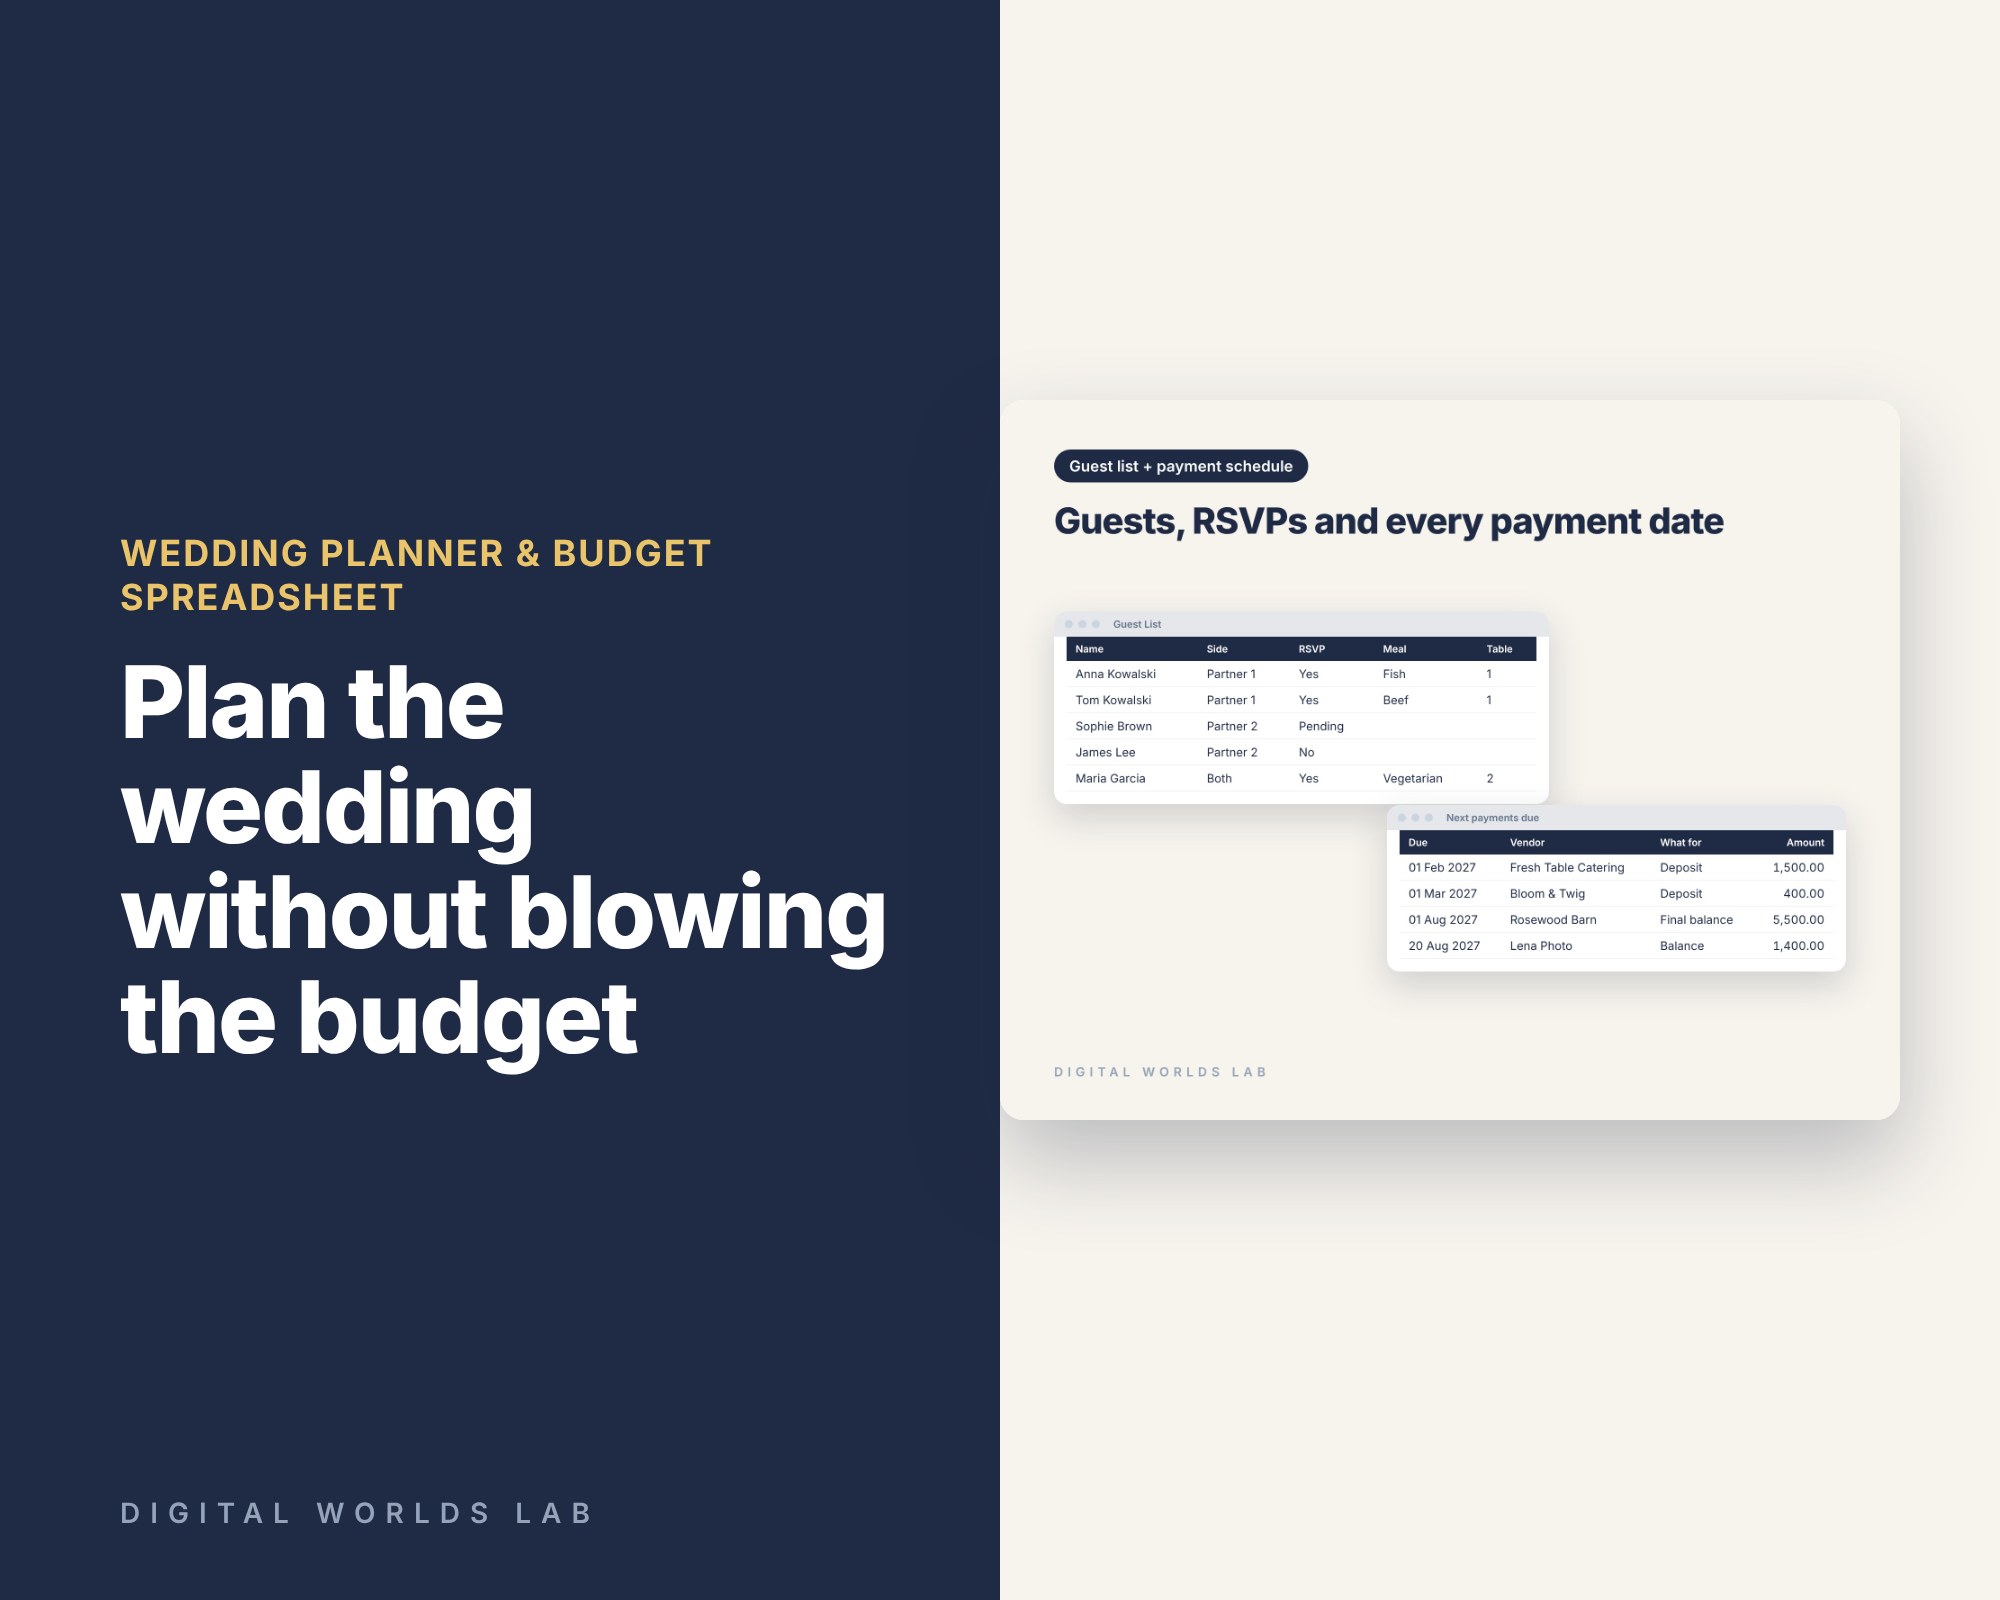 WEDDING PLANNER & BUDGET
SPREADSHEET
Plan the
wedding
without blowing
the budget
DIGITAL WORLDS LAB
Guest list + payment schedule
Guests, RSVPs and every payment date
Guest List
Name Side RSVP Meal Table
Anna Kowalski Partner 1 Yes Fish 1
Tom Kowalski Partner 1 Yes Beef 1
Sophie Brown Partner 2 Pending
James Lee Partner 2 No
Maria Garcia Both Yes Vegetarian 2
Next payments due
Due Vendor What for Amount
01 Feb 2027 Fresh Table Catering Deposit 1,500.00
01 Mar 2027 Bloom & Twig Deposit 400.00
01 Aug 2027 Rosewood Barn Final balance 5,500.00
20 Aug 2027 Lena Photo Balance 1,400.00
DIGITAL WORLDS LAB